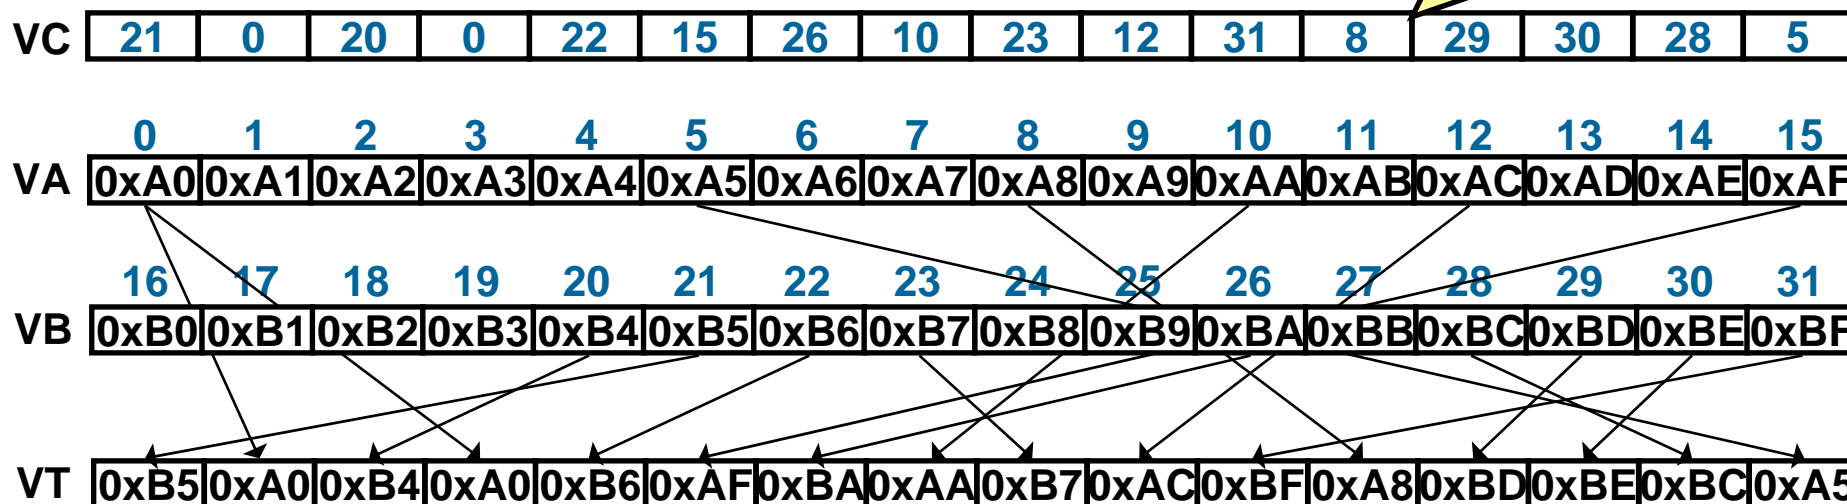 VC 21 0 20 0 22 15 26 10 23 12 31 8 29 30 28 5
0 1 2 3 4 5 6 7 8 9 10 11 12 13 14 15
VA 0xA0 0xA1 0xA2 0xA3 0xA4 0xA5 0xA6 0xA7 0xA8 0xA9 0xAA 0xAB 0xAC 0xAD 0xAE 0xAF
16 17 18 19 20 21 22 23 24 25 26 27 28 29 30 31
VB 0xB0 0xB1 0xB2 0xB3 0xB4 0xB5 0xB6 0xB7 0xB8 0xB9 0xBA 0xBB 0xBC 0xBD 0xBE 0xBF
VT 0xB5 0xA0 0xB4 0xA0 0xB6 0xAF 0xBA 0xAA 0xB7 0xAC 0xBF 0xA8 0xBD 0xBE 0xBC 0xA5